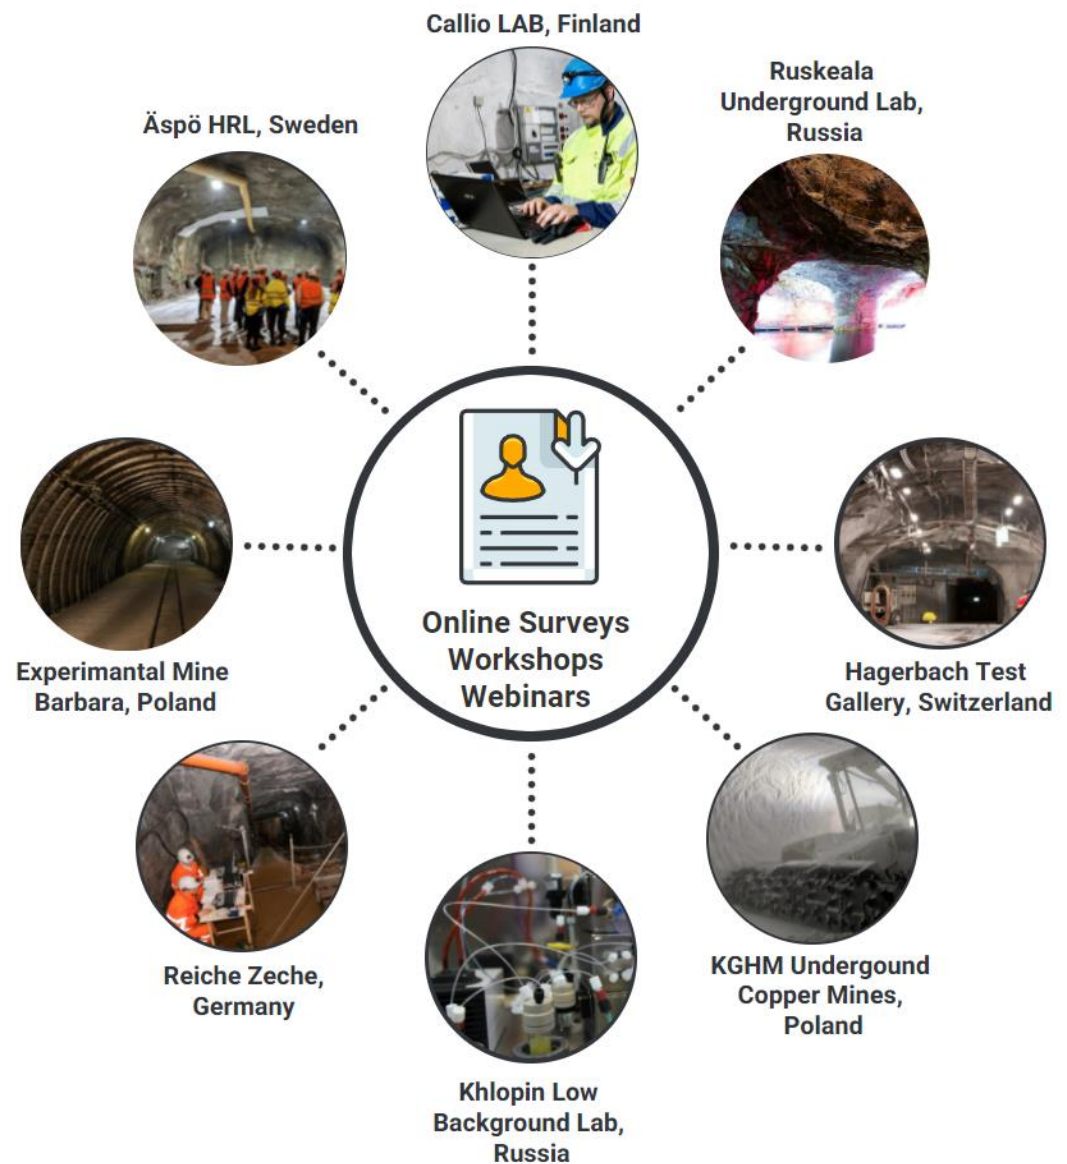 Callio LAB, Finland
Ruskeala
Underground Lab,
Russia
Äspö HRL, Sweden
Online Surveys
Workshops
Webinars
Experimantal Mine
Barbara, Poland
Hagerbach Test
Gallery, Switzerland
Reiche Zeche,
Germany
KGHM Undergound
Copper Mines,
Poland
Khlopin Low
Background Lab,
Russia